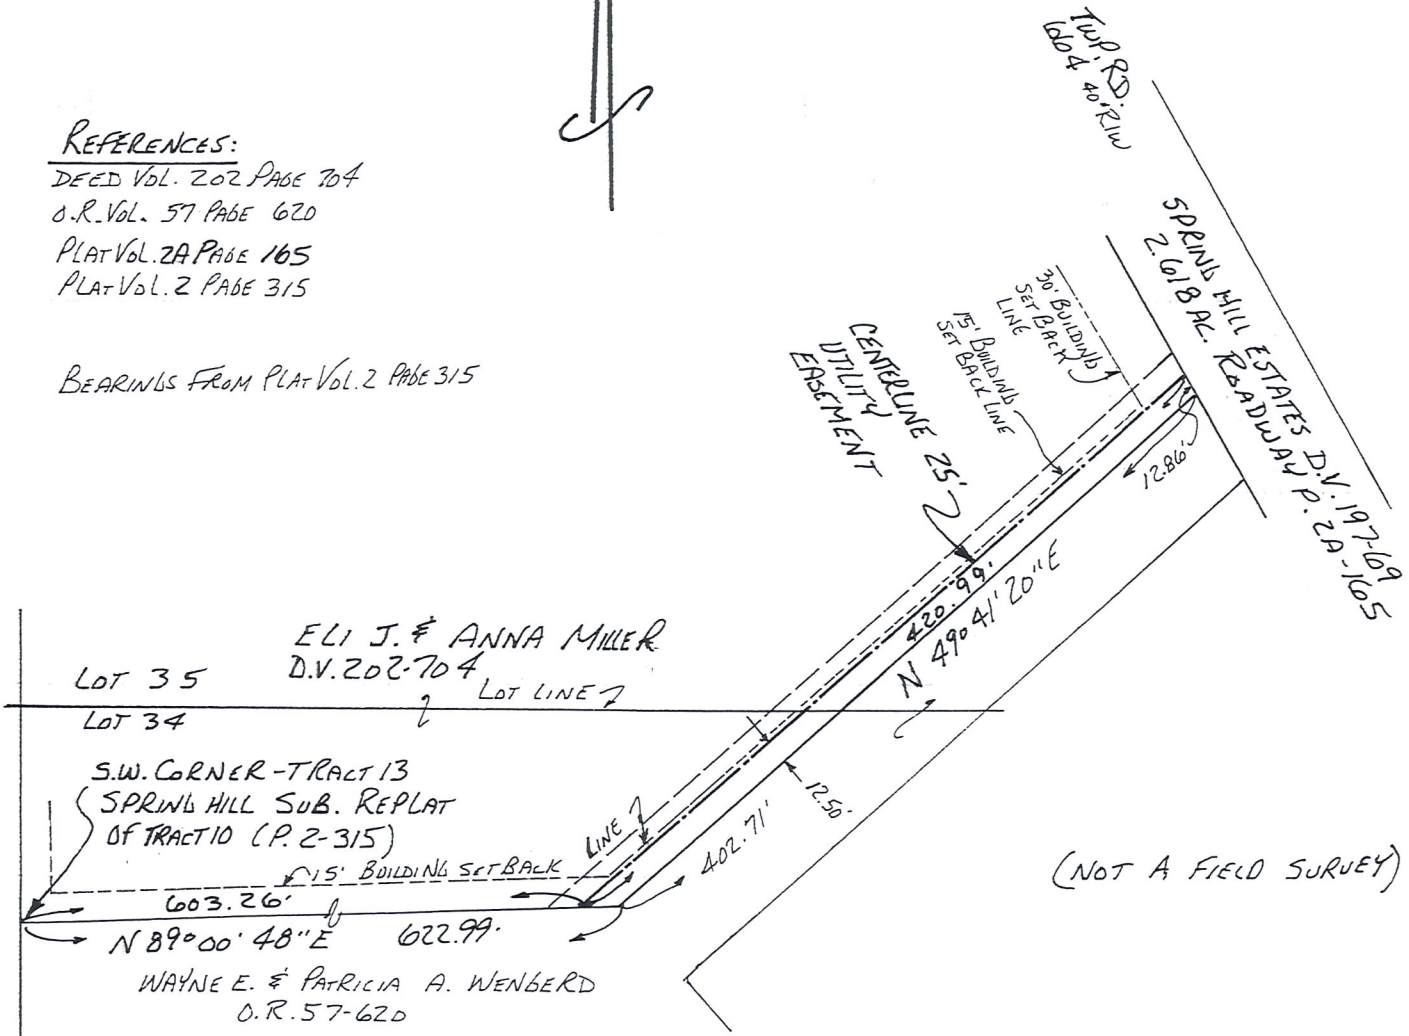 REFERENCES:
DEED VOL. 202 PAGE 704
O.R. VOL. 57 PAGE 620
PLAT VOL. 2A PAGE 165
PLAT VOL. 2 PAGE 315
BEARINGS FROM PLAT VOL. 2 PAGE 315
TWP. RD.
664 40' R/W
SPRING HILL ESTATES D.V. 197-69
2.618 AC. ROADWAY P. 2A-165
30' BUILDING
SET BACK
LINE
15' BUILDING
SET BACK LINE
CENTERLINE 25'
UTILITY
EASEMENT
12.86'
420.99'
N 49° 41' 20" E
ELI J. & ANNA MILLER
D.V. 202-704
LOT 35
LOT LINE
LOT 34
S.W. CORNER - TRACT 13
SPRING HILL SUB. REPLAT
OF TRACT 10 (P. 2-315)
12.50'
LINE
402.71'
15' BUILDING SET BACK
603.26'
N 89° 00' 48" E 622.99'
WAYNE E. & PATRICIA A. WENGERD
O.R. 57-620
(NOT A FIELD SURVEY)